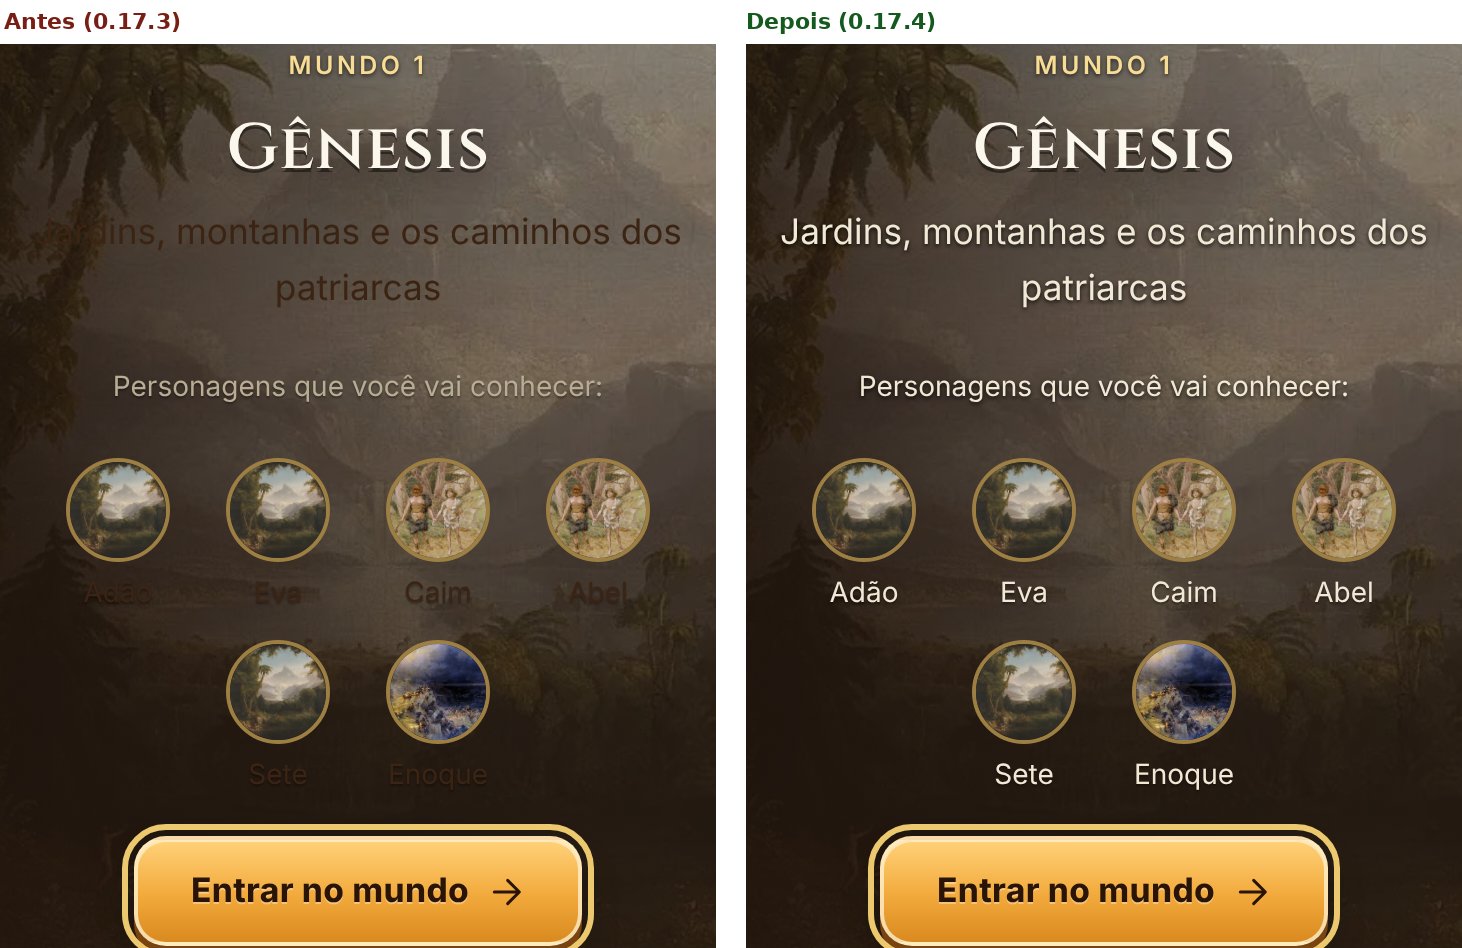 Antes (0.17.3)
MUNDO 1
GÊNESIS
Jardins, montanhas e os caminhos dos
patriarcas
Personagens que você vai conhecer:
Adão Eva Caim Abel
Sete Enoque
Entrar no mundo →
Depois (0.17.4)
MUNDO 1
GÊNESIS
Jardins, montanhas e os caminhos dos
patriarcas
Personagens que você vai conhecer:
Adão Eva Caim Abel
Sete Enoque
Entrar no mundo →